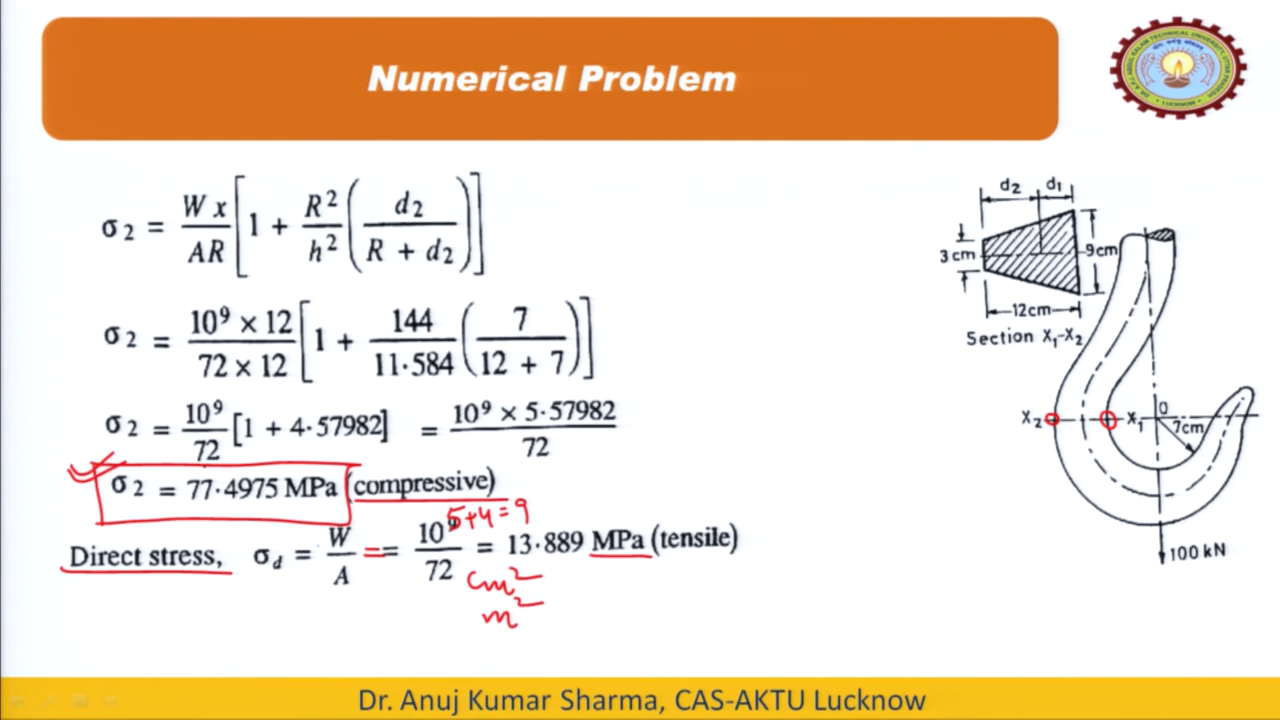 Numerical Problem
σ2 = W x / AR [1 + R² / h² (d2 / R + d2)]
σ2 = 10⁹ × 12 / 72 × 12 [1 + 144 / 11·584 (7 / 12 + 7)]
σ2 = 10⁹ / 72 [1 + 4·57982] = 10⁹ × 5·57982 / 72
σ2 = 77·4975 MPa (compressive)
5+4=9
Direct stress, σd = W / A = = 10⁹ / 72 = 13·889 MPa (tensile)
cm²
m²
d2 d1
3 cm
9cm
12cm
Section X1-X2
X2 X1 O
7cm
100 kN
Dr. Anuj Kumar Sharma, CAS-AKTU Lucknow